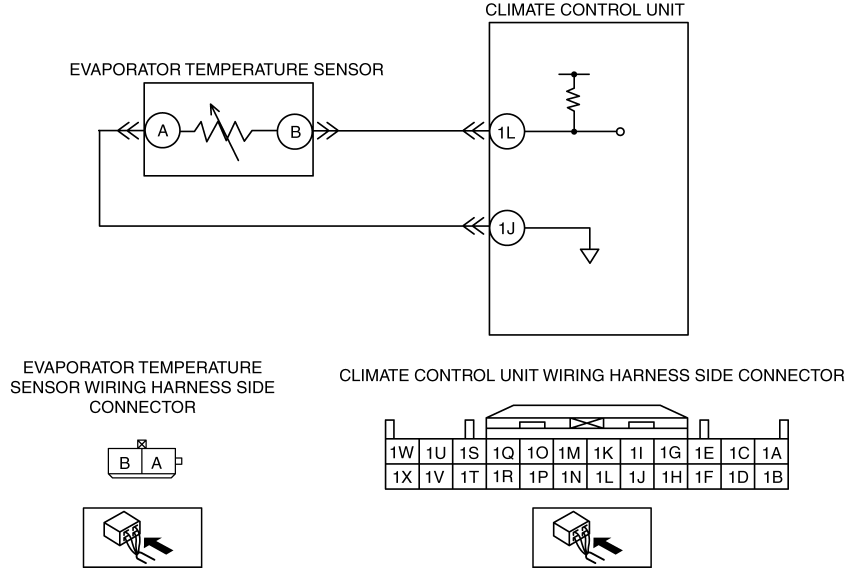 CLIMATE CONTROL UNIT
EVAPORATOR TEMPERATURE SENSOR
A B 1L
1J
EVAPORATOR TEMPERATURE
SENSOR WIRING HARNESS SIDE
CONNECTOR
CLIMATE CONTROL UNIT WIRING HARNESS SIDE CONNECTOR
B A
1W 1U 1S 1Q 1O 1M 1K 1I 1G 1E 1C 1A
1X 1V 1T 1R 1P 1N 1L 1J 1H 1F 1D 1B